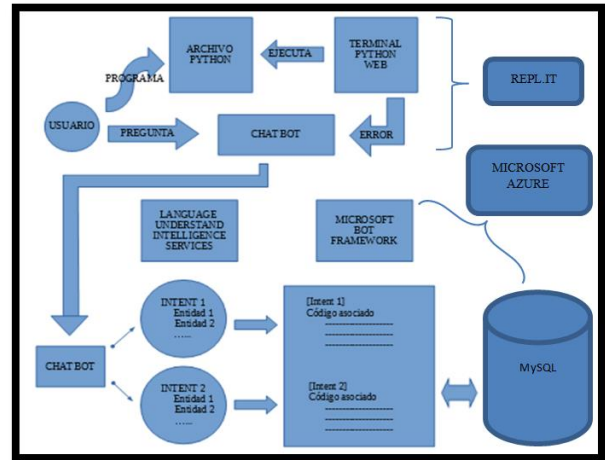 ARCHIVO
PYTHON
EJECUTA
TERMINAL
PYTHON
WEB
PROGRAMA
REPL.IT
USUARIO
PREGUNTA
CHAT BOT
ERROR
MICROSOFT
AZURE
LANGUAGE
UNDERSTAND
INTELLIGENCE
SERVICES
MICROSOFT
BOT
FRAMEWORK
INTENT 1
Entidad 1
Entidad 2
......
[Intent 1]
Código asociado
--------------------
--------------------
--------------------
CHAT BOT
MySQL
INTENT 2
Entidad 1
Entidad 2
......
[Intent 2]
Código asociado
--------------------
--------------------
--------------------